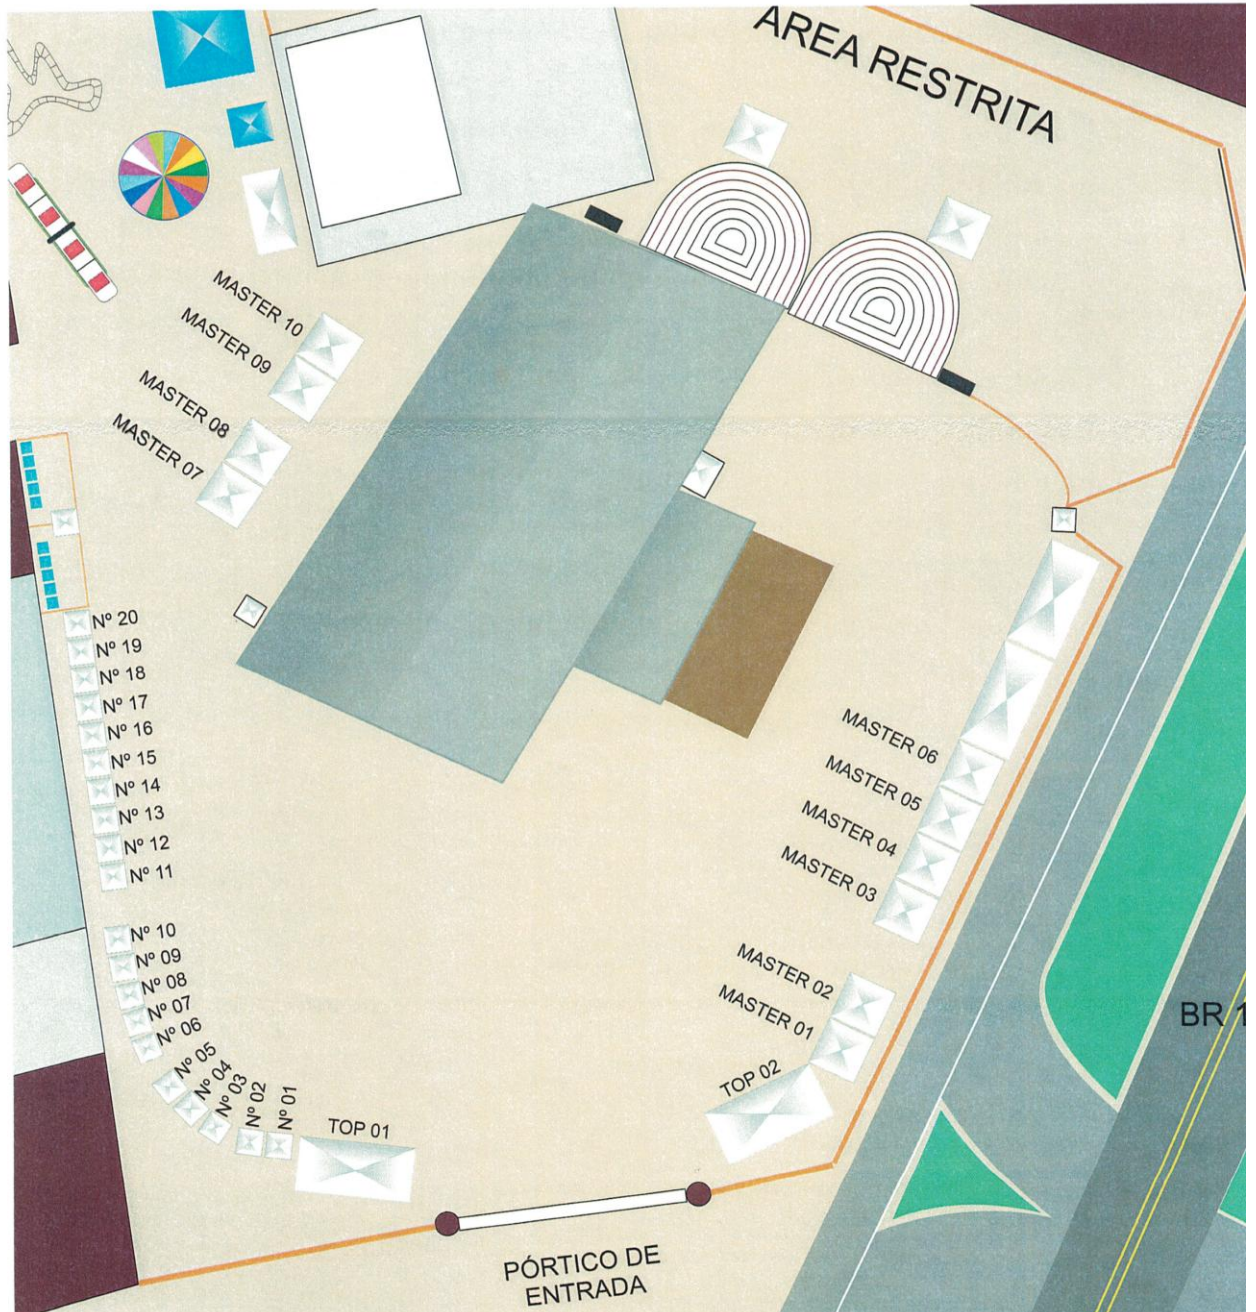 AREA RESTRITA
MASTER 10
MASTER 09
MASTER 08
MASTER 07
Nº 20
Nº 19
Nº 18
Nº 17
Nº 16
Nº 15
Nº 14
Nº 13
Nº 12
Nº 11
Nº 10
Nº 09
Nº 08
Nº 07
Nº 06
Nº 05
Nº 04
Nº 03
Nº 02
Nº 01
TOP 01
MASTER 06
MASTER 05
MASTER 04
MASTER 03
MASTER 02
MASTER 01
TOP 02
BR 1
PÓRTICO DE
ENTRADA